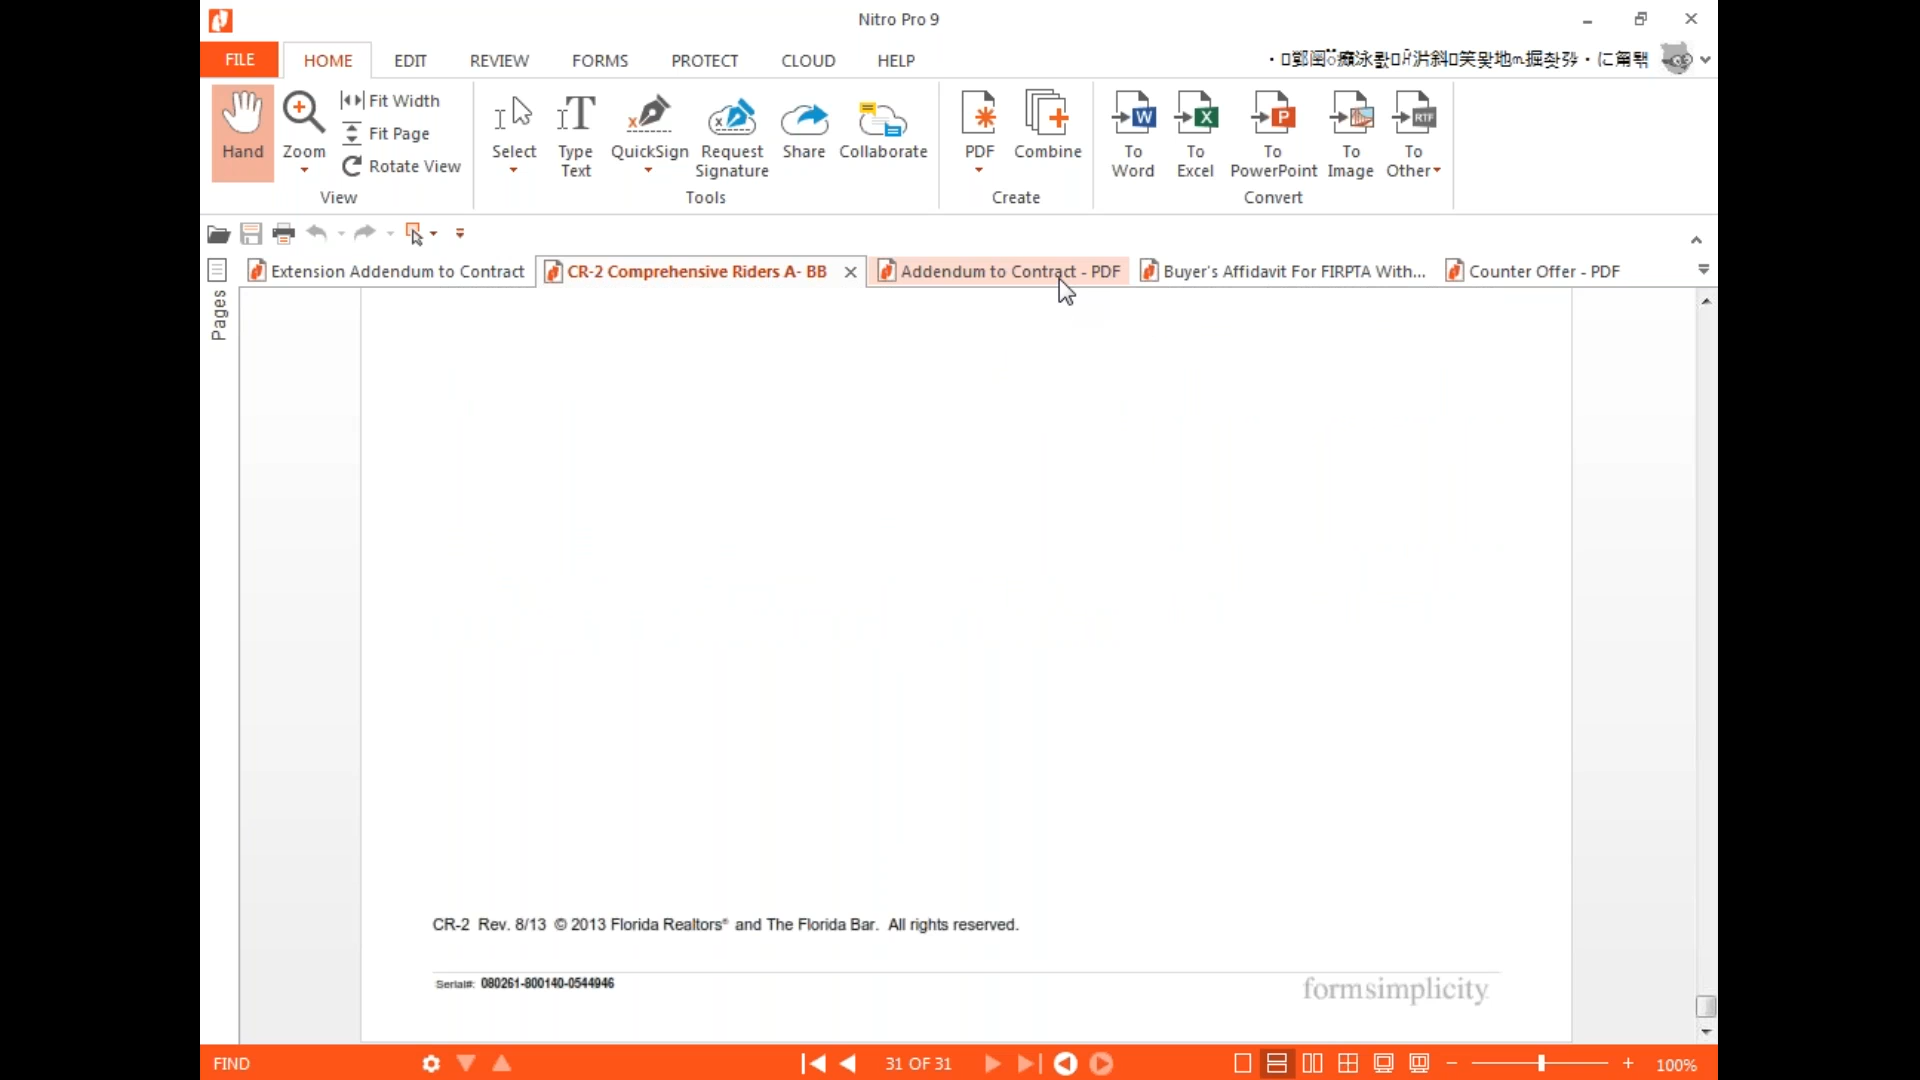 Nitro Pro 9
FILE HOME EDIT REVIEW FORMS PROTECT CLOUD HELP
Hand
Zoom
Fit Width
Fit Page
Rotate View
View
Select
Type Text
QuickSign
Request Signature
Share
Collaborate
Tools
PDF
Combine
Create
To Word
To Excel
To PowerPoint
To Image
To Other
Convert
Pages
Extension Addendum to Contract
CR-2 Comprehensive Riders A- BB
Addendum to Contract - PDF
Buyer's Affidavit For FIRPTA With...
Counter Offer - PDF
CR-2 Rev. 8/13 © 2013 Florida Realtors® and The Florida Bar. All rights reserved.
Serial#: 080261-800140-0544946
formsimplicity
FIND
31 OF 31
100%